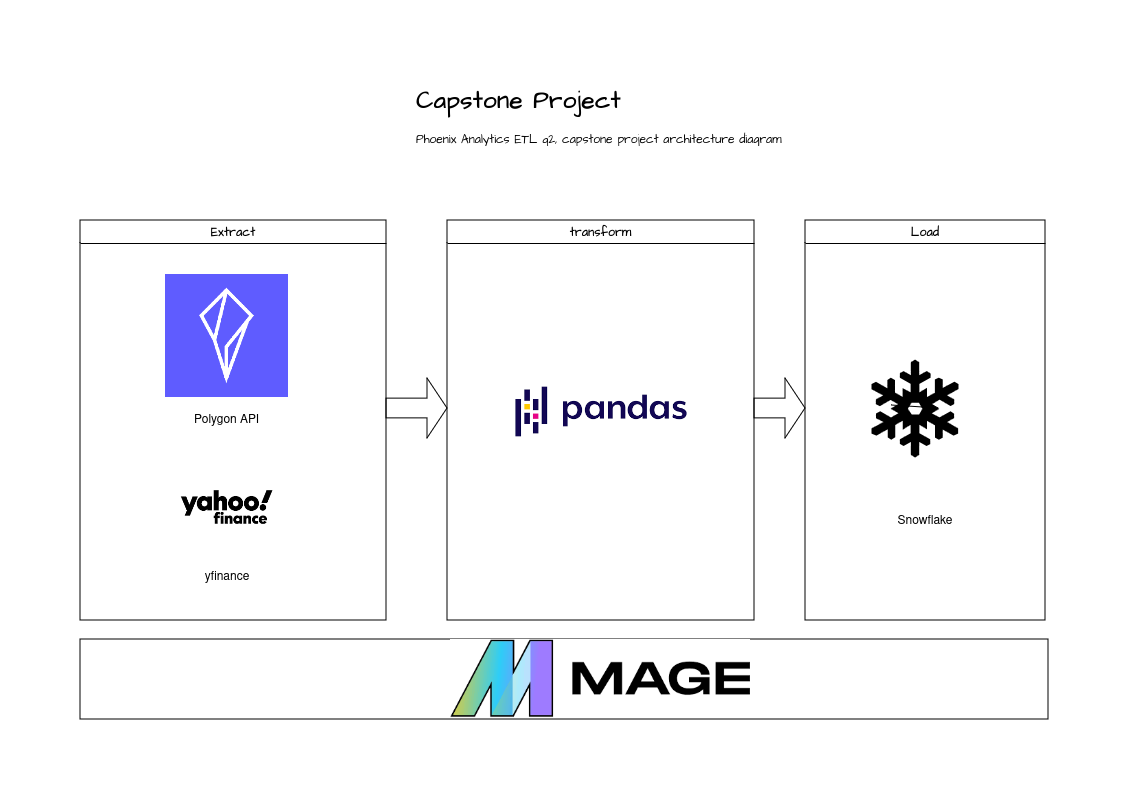 Capstone Project
Phoenix Analytics ETL q2, capstone project architecture diagram
Extract
Polygon API
yahoo!
finance
yfinance
transform
pandas
Load
Snowflake
MAGE